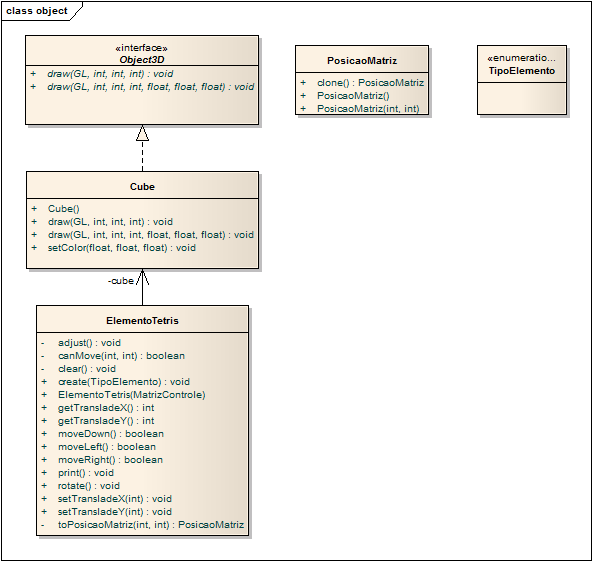 class object
«interface»
Object3D
+ draw(GL, int, int, int) : void
+ draw(GL, int, int, int, float, float, float) : void
PosicaoMatriz
+ clone() : PosicaoMatriz
+ PosicaoMatriz()
+ PosicaoMatriz(int, int)
«enumeratio...
TipoElemento
Cube
+ Cube()
+ draw(GL, int, int, int) : void
+ draw(GL, int, int, int, float, float, float) : void
+ setColor(float, float, float) : void
-cube
ElementoTetris
- adjust() : void
- canMove(int, int) : boolean
- clear() : void
+ create(TipoElemento) : void
+ ElementoTetris(MatrizControle)
+ getTransladeX() : int
+ getTransladeY() : int
+ moveDown() : boolean
+ moveLeft() : boolean
+ moveRight() : boolean
+ print() : void
+ rotate() : void
+ setTransladeX(int) : void
+ setTransladeY(int) : void
- toPosicaoMatriz(int, int) : PosicaoMatriz